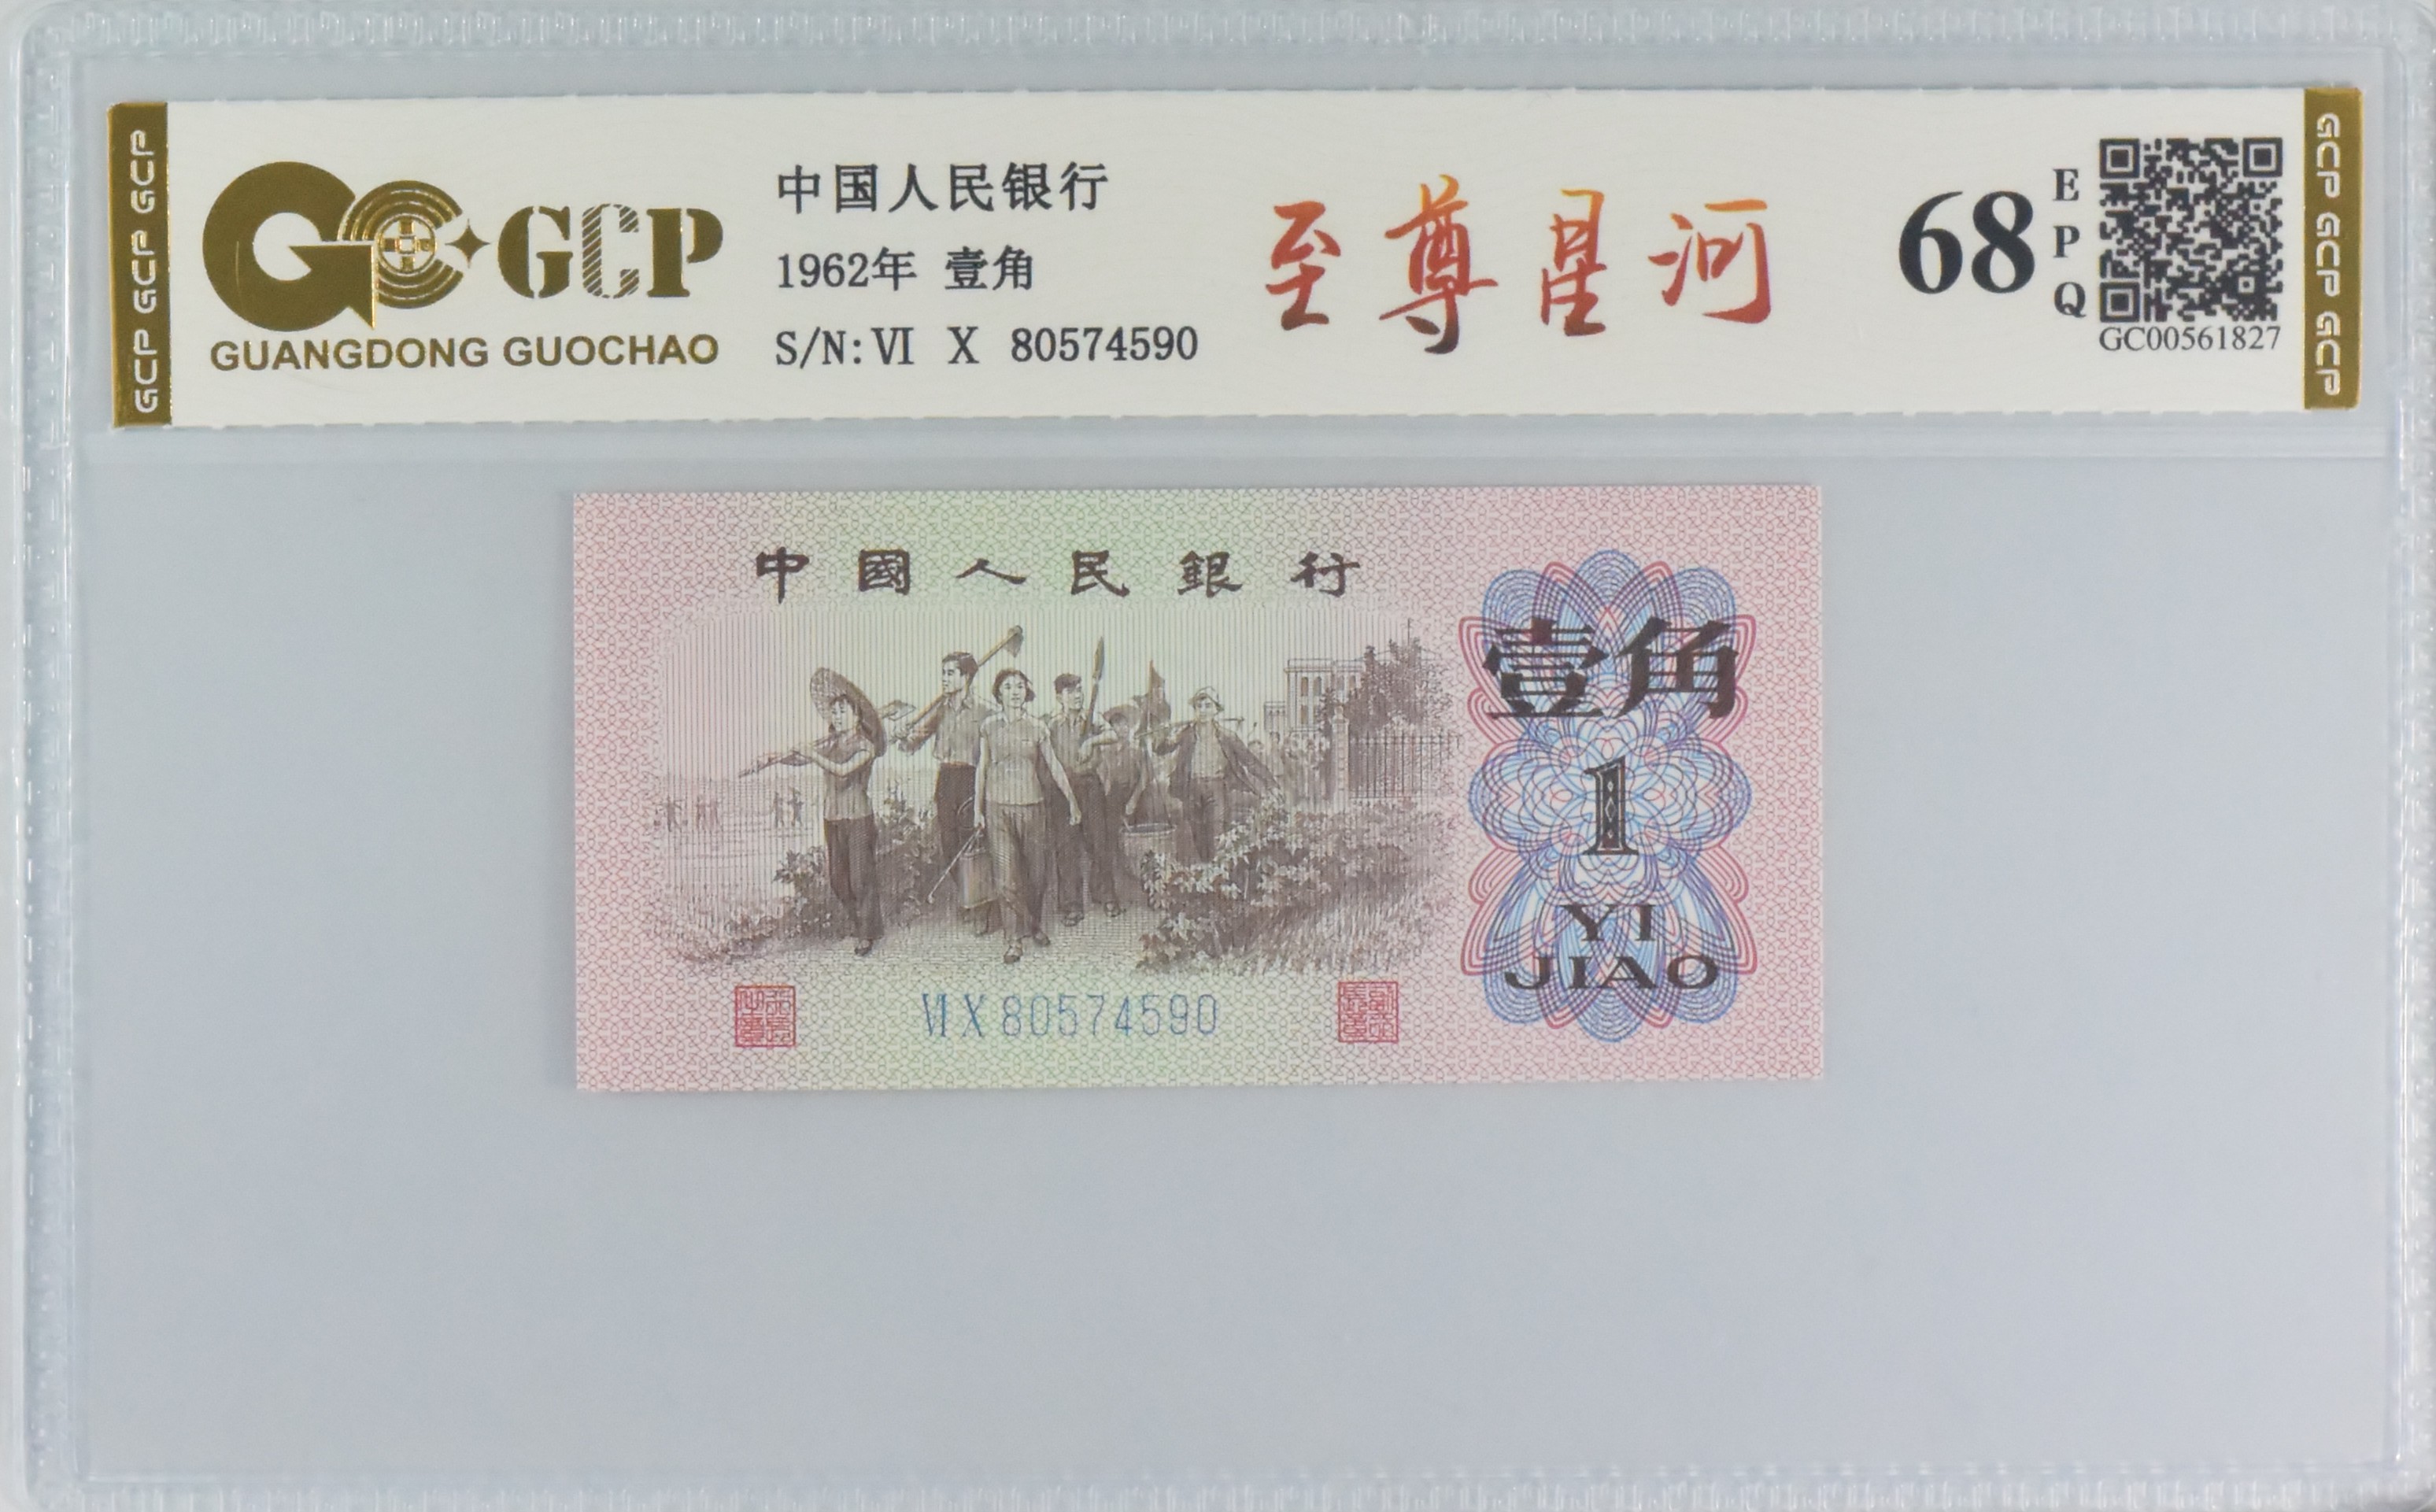 GCP GCP GCP
GCP
GUANGDONG GUOCHAO
中国人民银行
1962年 壹角
S/N: VI X 80574590
至尊星河
68
EPQ
GC00561827
GCP GCP GCP
中國人民銀行
壹角
1
YI
JIAO
VI X 80574590